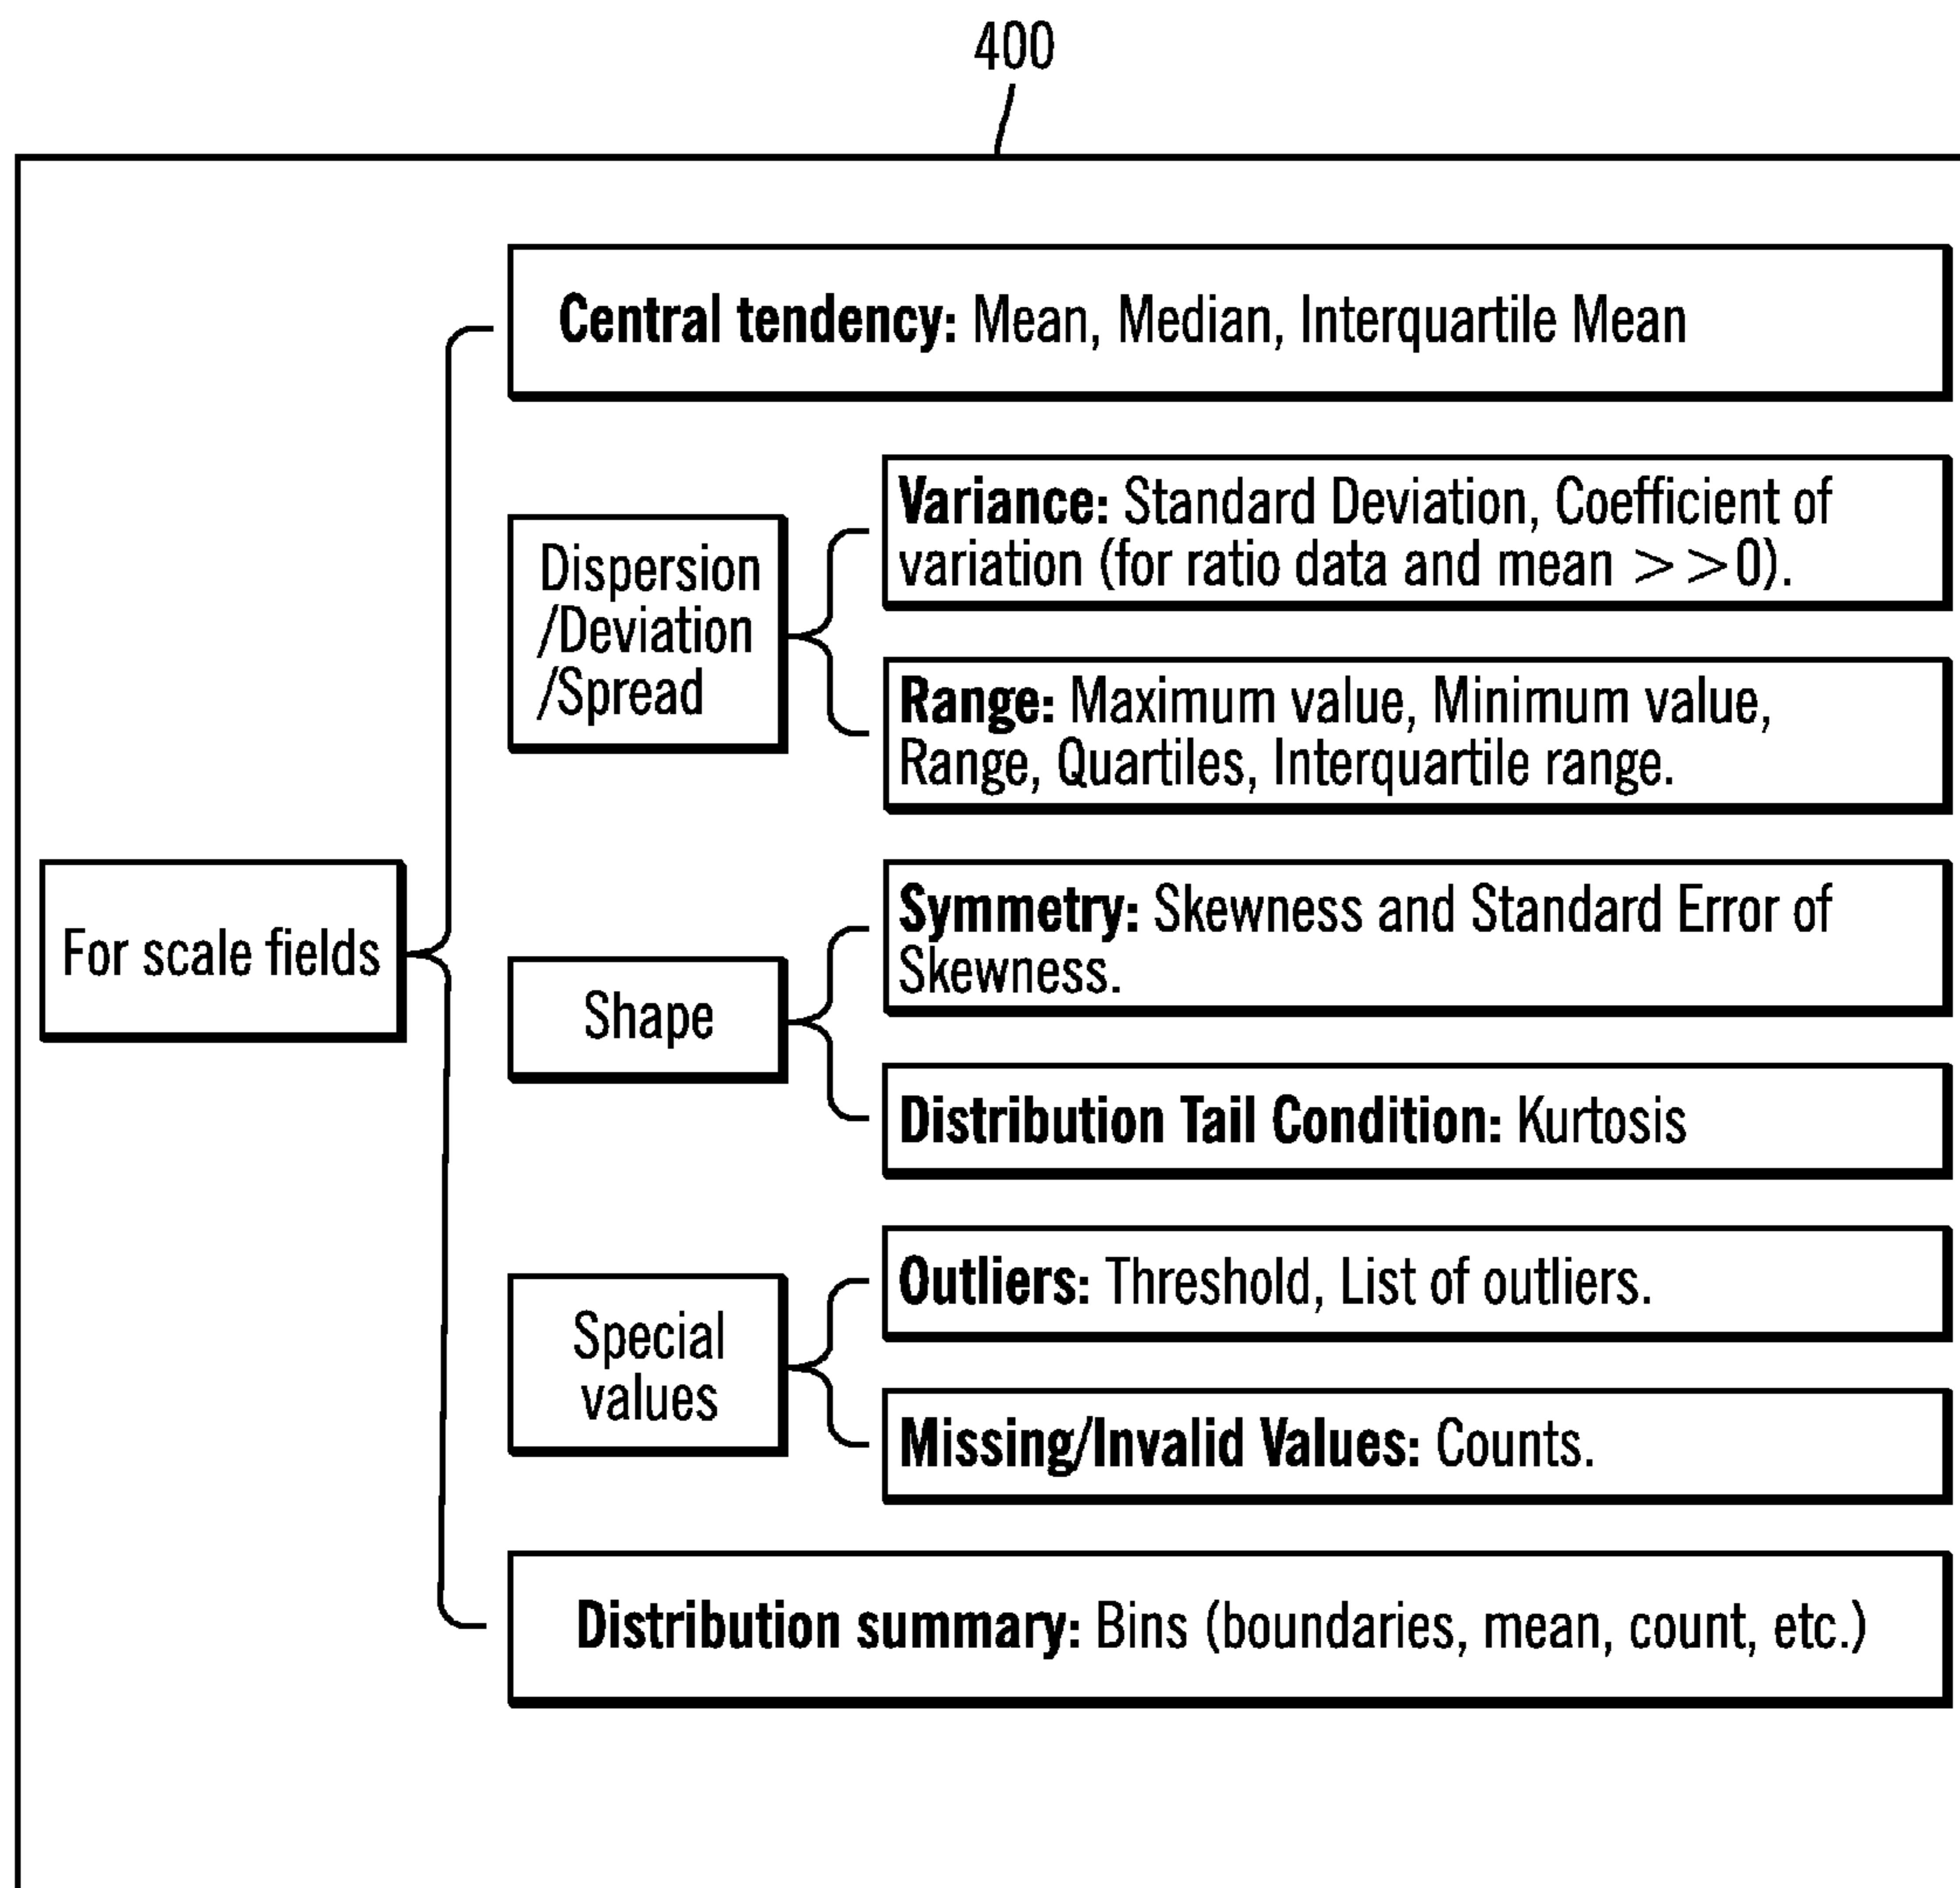 400
Central tendency: Mean, Median, Interquartile Mean
Dispersion
/Deviation
/Spread
Variance: Standard Deviation, Coefficient of
variation (for ratio data and mean >>0).
Range: Maximum value, Minimum value,
Range, Quartiles, Interquartile range.
For scale fields
Shape
Symmetry: Skewness and Standard Error of
Skewness.
Distribution Tail Condition: Kurtosis
Special
values
Outliers: Threshold, List of outliers.
Missing/Invalid Values: Counts.
Distribution summary: Bins (boundaries, mean, count, etc.)